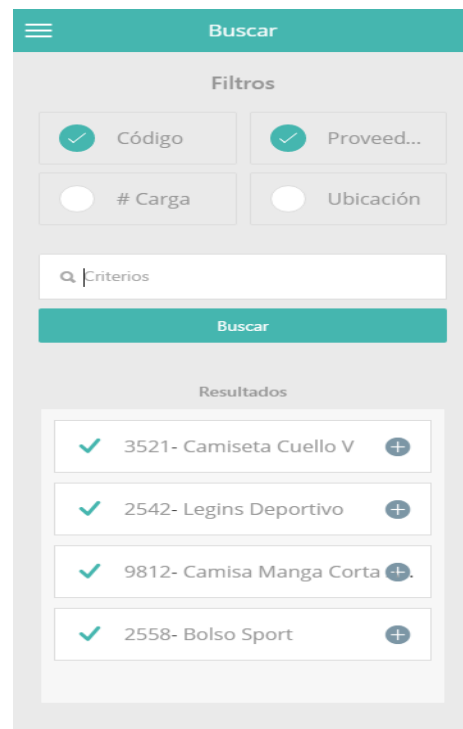 Buscar
Filtros
Código
Proveed...
# Carga
Ubicación
Criterios
Buscar
Resultados
3521- Camiseta Cuello V
2542- Legins Deportivo
9812- Camisa Manga Corta
2558- Bolso Sport